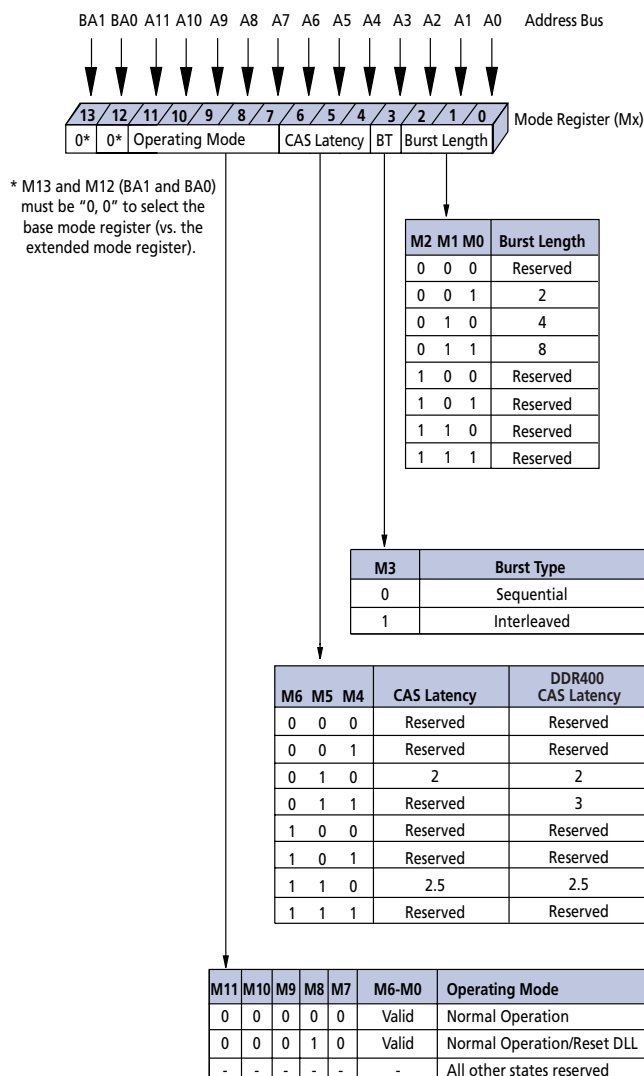 BA1 BA0 A11 A10 A9 A8 A7 A6 A5 A4 A3 A2 A1 A0 Address Bus
13 12 11 10 9 8 7 6 5 4 3 2 1 0 Mode Register (Mx)
0* 0* Operating Mode CAS Latency BT Burst Length
* M13 and M12 (BA1 and BA0)
must be “0, 0” to select the
base mode register (vs. the
extended mode register).
M2 M1 M0 Burst Length
0 0 0 Reserved
0 0 1 2
0 1 0 4
0 1 1 8
1 0 0 Reserved
1 0 1 Reserved
1 1 0 Reserved
1 1 1 Reserved
M3 Burst Type
0 Sequential
1 Interleaved
DDR400
M6 M5 M4 CAS Latency CAS Latency
0 0 0 Reserved Reserved
0 0 1 Reserved Reserved
0 1 0 2 2
0 1 1 Reserved 3
1 0 0 Reserved Reserved
1 0 1 Reserved Reserved
1 1 0 2.5 2.5
1 1 1 Reserved Reserved
M11 M10 M9 M8 M7 M6-M0 Operating Mode
0 0 0 0 0 Valid Normal Operation
0 0 0 1 0 Valid Normal Operation/Reset DLL
- - - - - - All other states reserved